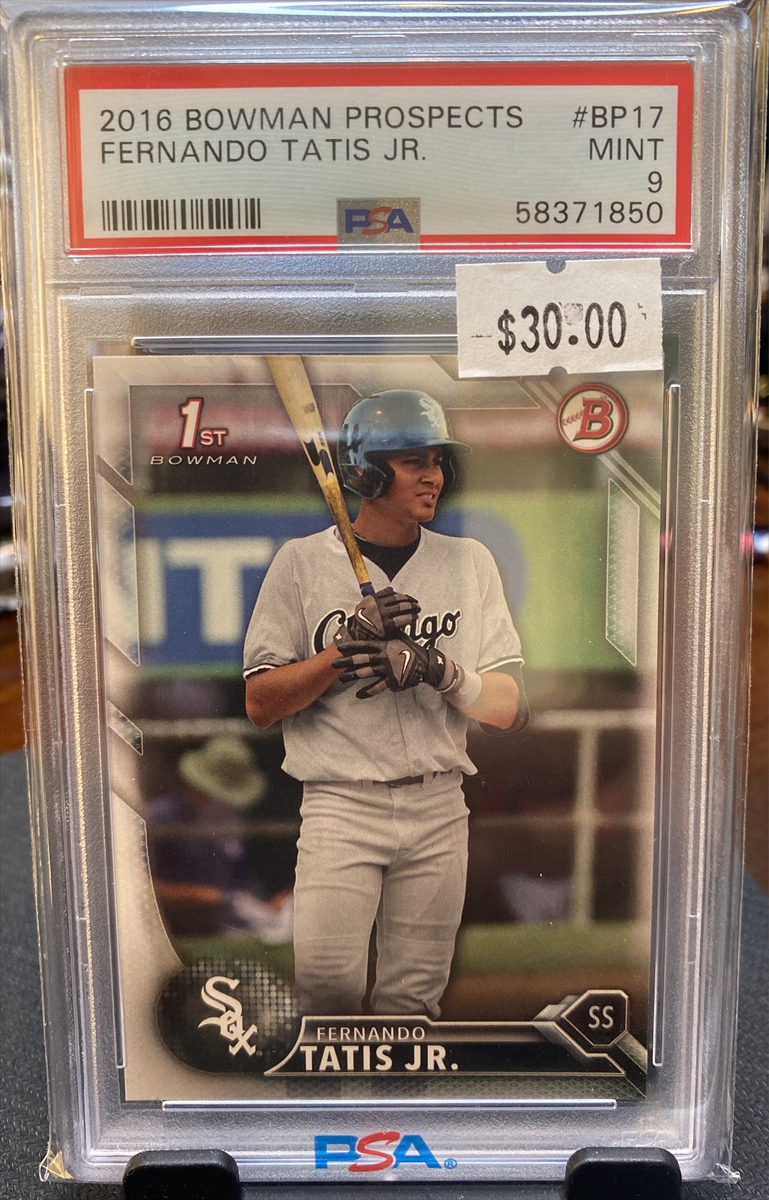 2016 BOWMAN PROSPECTS #BP17
FERNANDO TATIS JR. MINT
9
PSA 58371850
$30.00
1ST
BOWMAN
B
NT
Chicago
Sox
FERNANDO
TATIS JR.
SS
PSA®